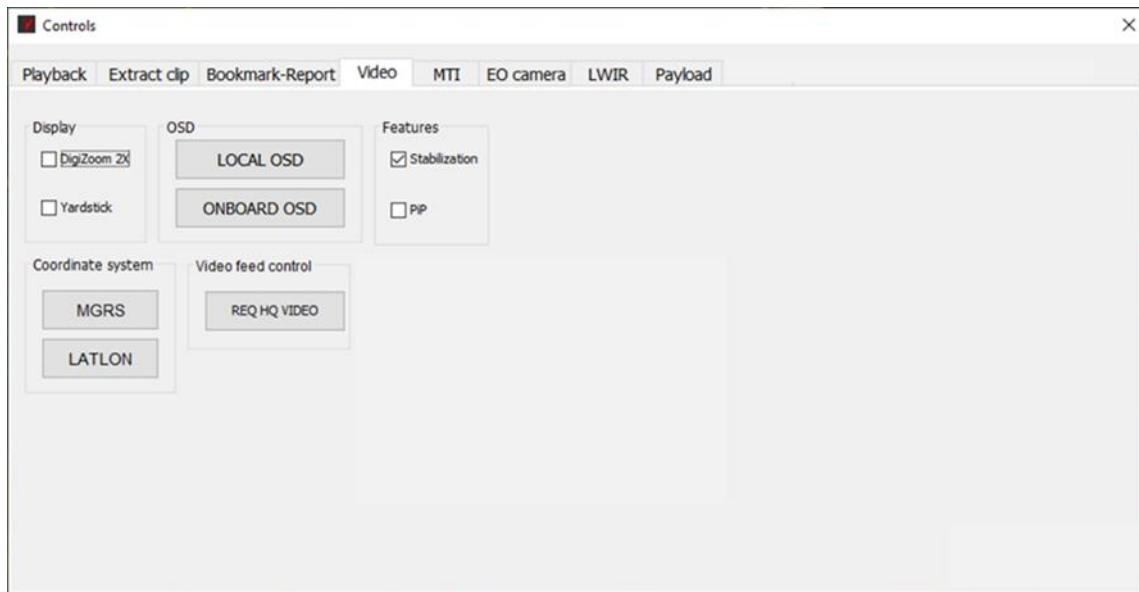 Controls
Playback Extract clip Bookmark-Report Video MTI EO camera LWIR Payload
Display OSD Features
DigiZoom 2X LOCAL OSD Stabilization
Yardstick ONBOARD OSD PiP
Coordinate system Video feed control
MGRS REQ HQ VIDEO
LATLON